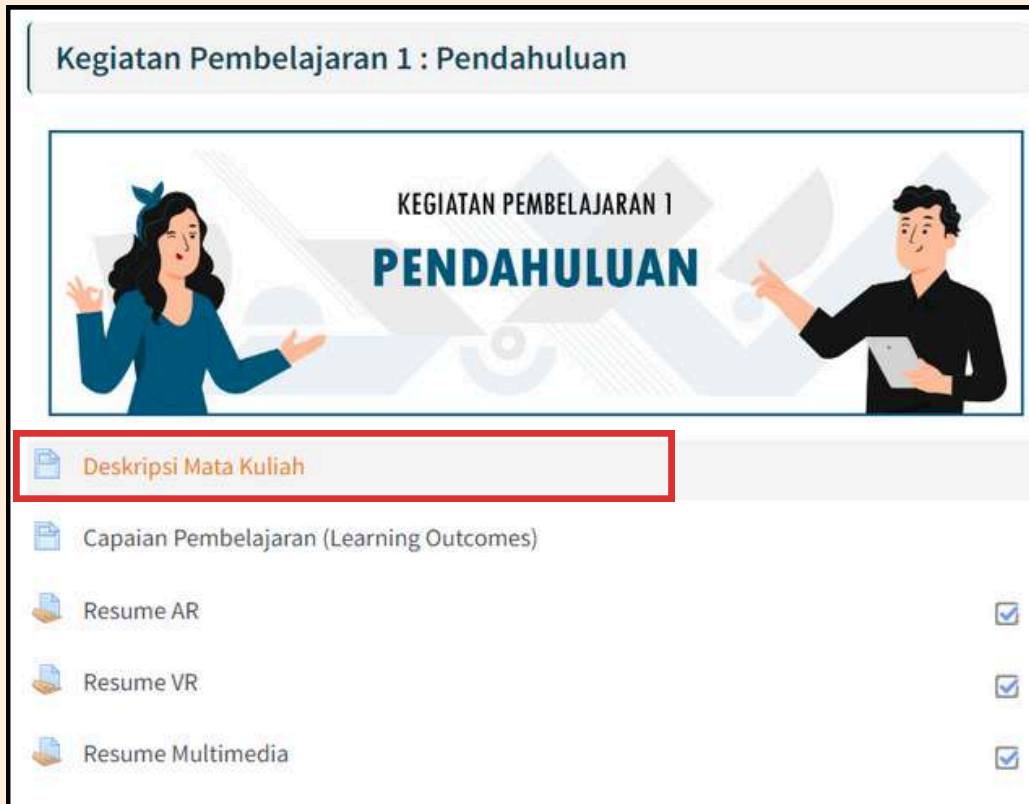 Kegiatan Pembelajaran 1 : Pendahuluan
KEGIATAN PEMBELAJARAN 1
PENDAHULUAN
Deskripsi Mata Kuliah
Capaian Pembelajaran (Learning Outcomes)
Resume AR
Resume VR
Resume Multimedia